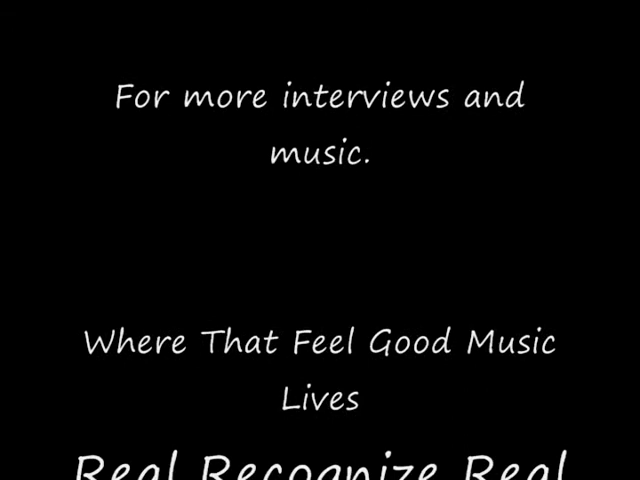 For more interviews and
music.
Where That Feel Good Music
Lives
Real Recognize Real